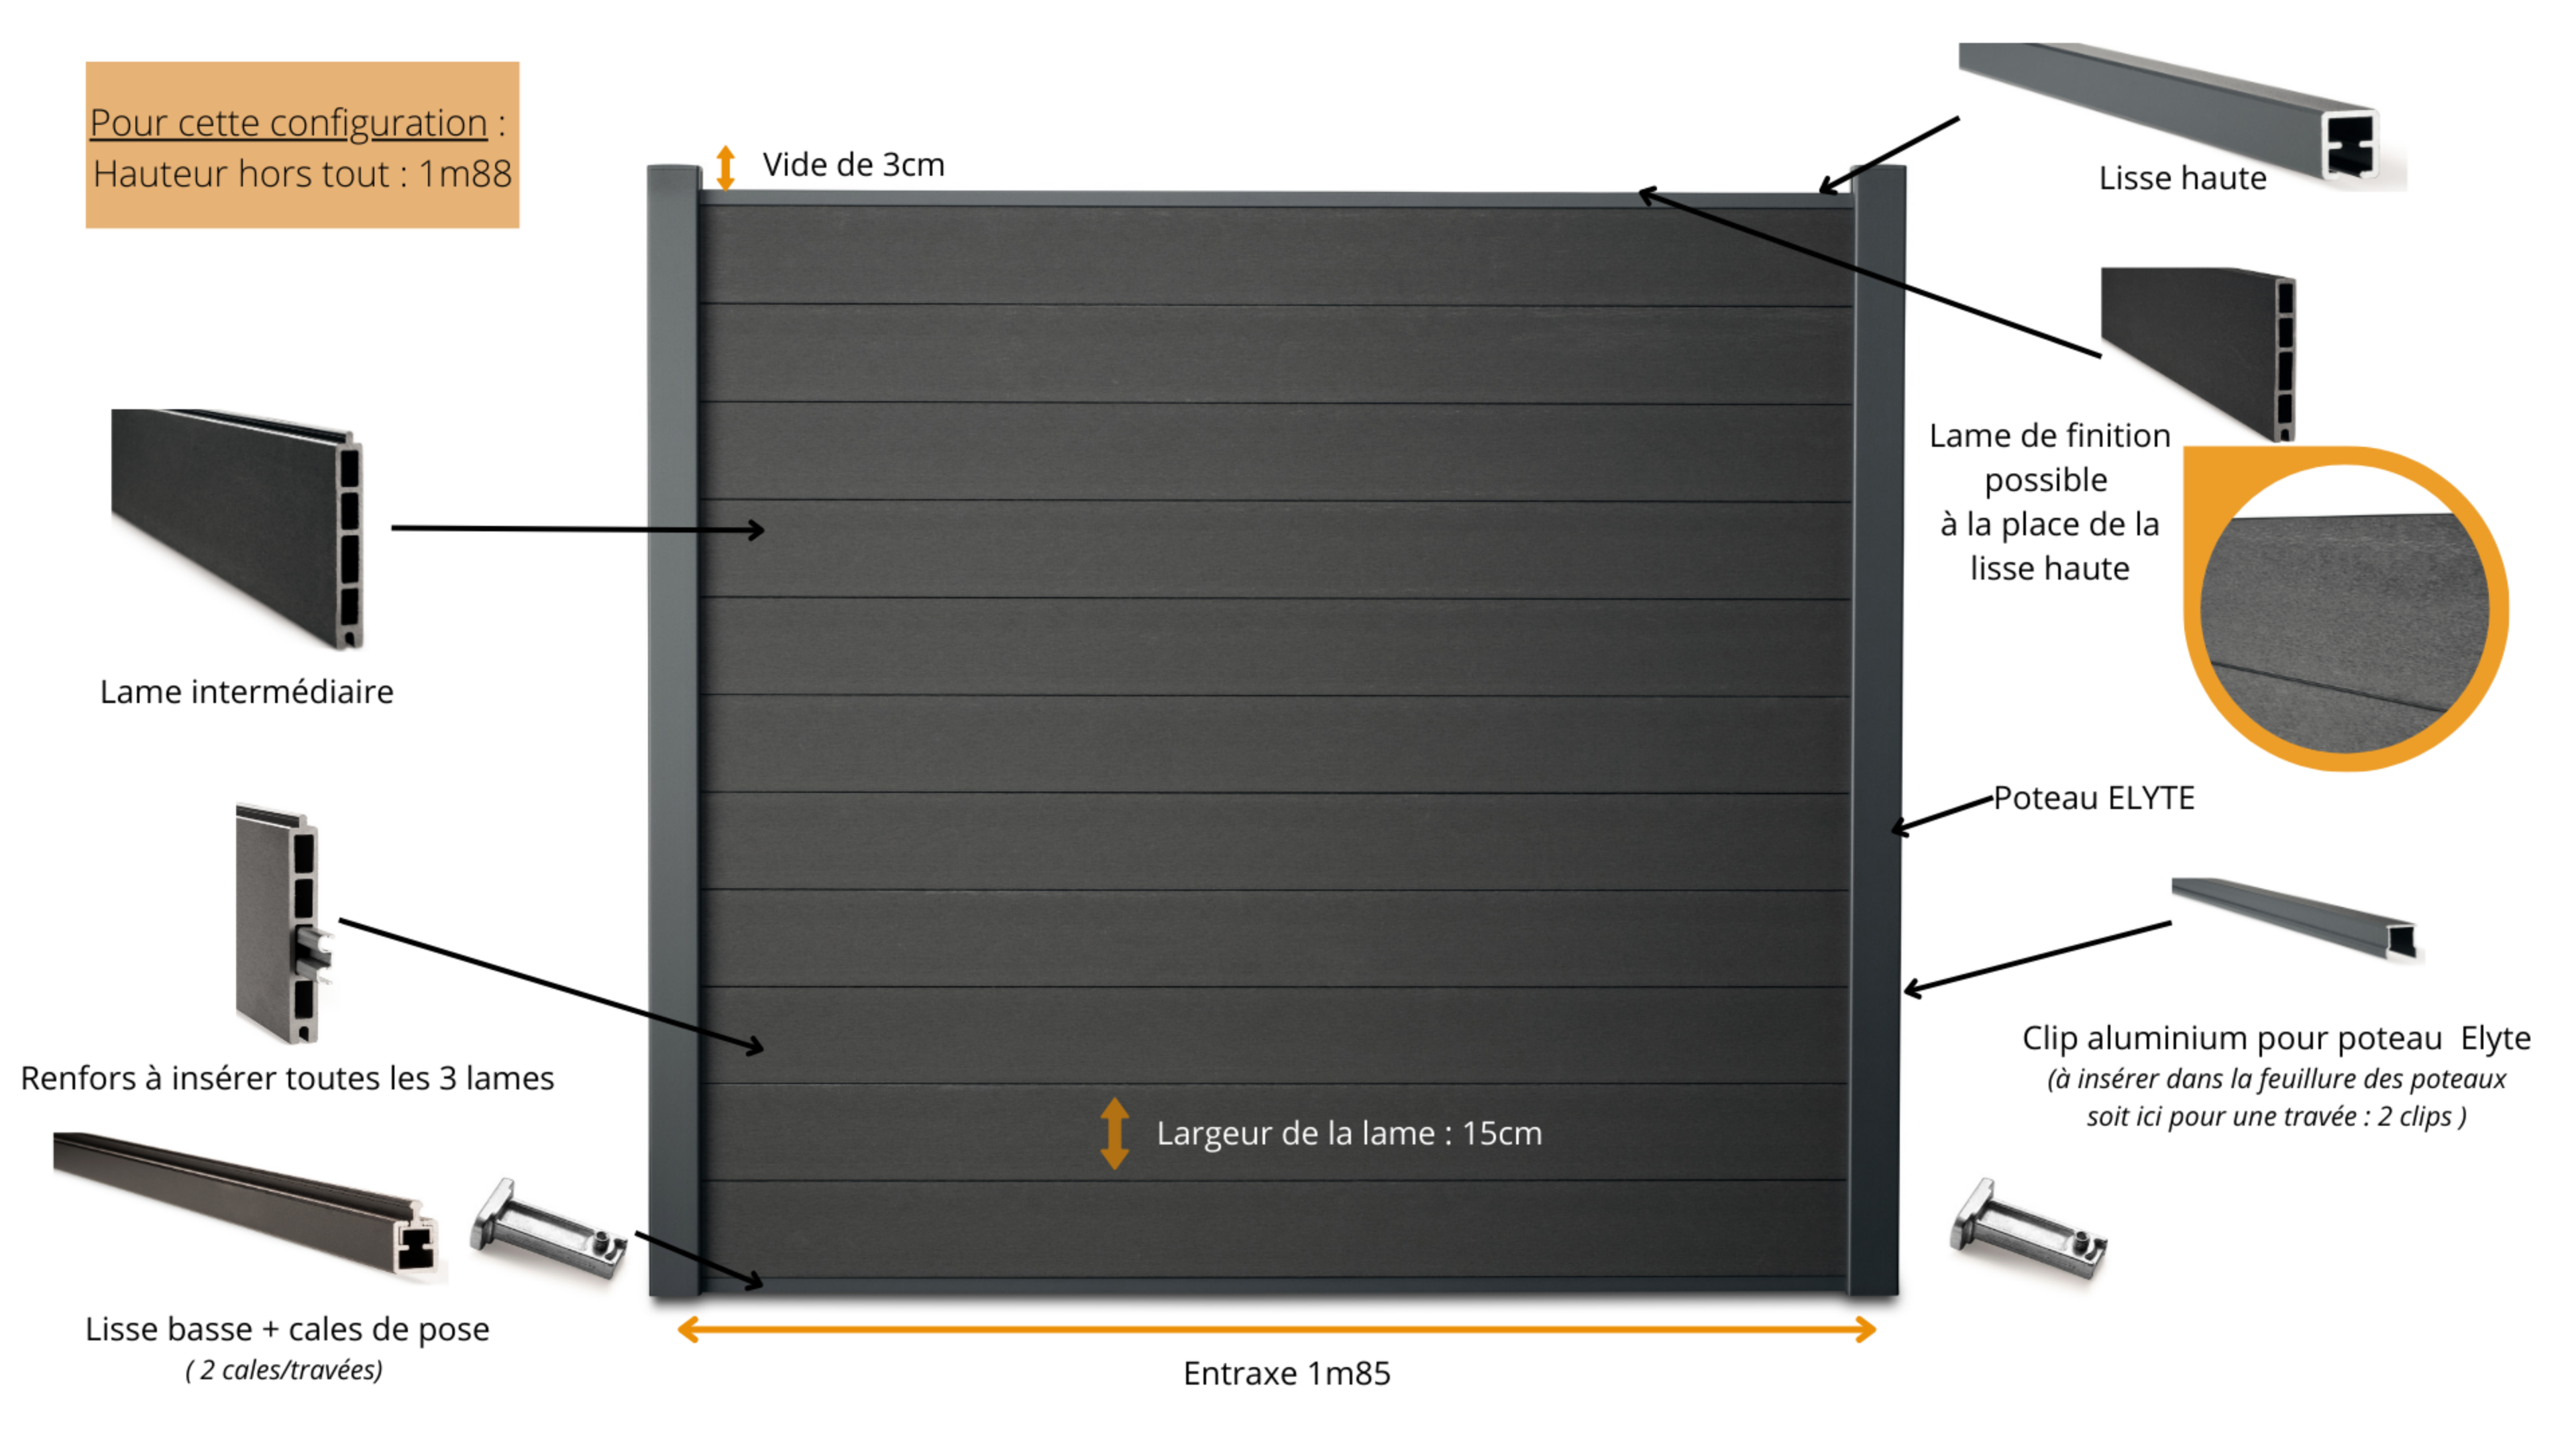 Pour cette configuration :
Hauteur hors tout : 1m88
Vide de 3cm
Lisse haute
Lame de finition
possible
à la place de la
lisse haute
Lame intermédiaire
Poteau ELYTE
Renfors à insérer toutes les 3 lames
Clip aluminium pour poteau Elyte
(à insérer dans la feuillure des poteaux
soit ici pour une travée : 2 clips )
Largeur de la lame : 15cm
Lisse basse + cales de pose
( 2 cales/travées)
Entraxe 1m85